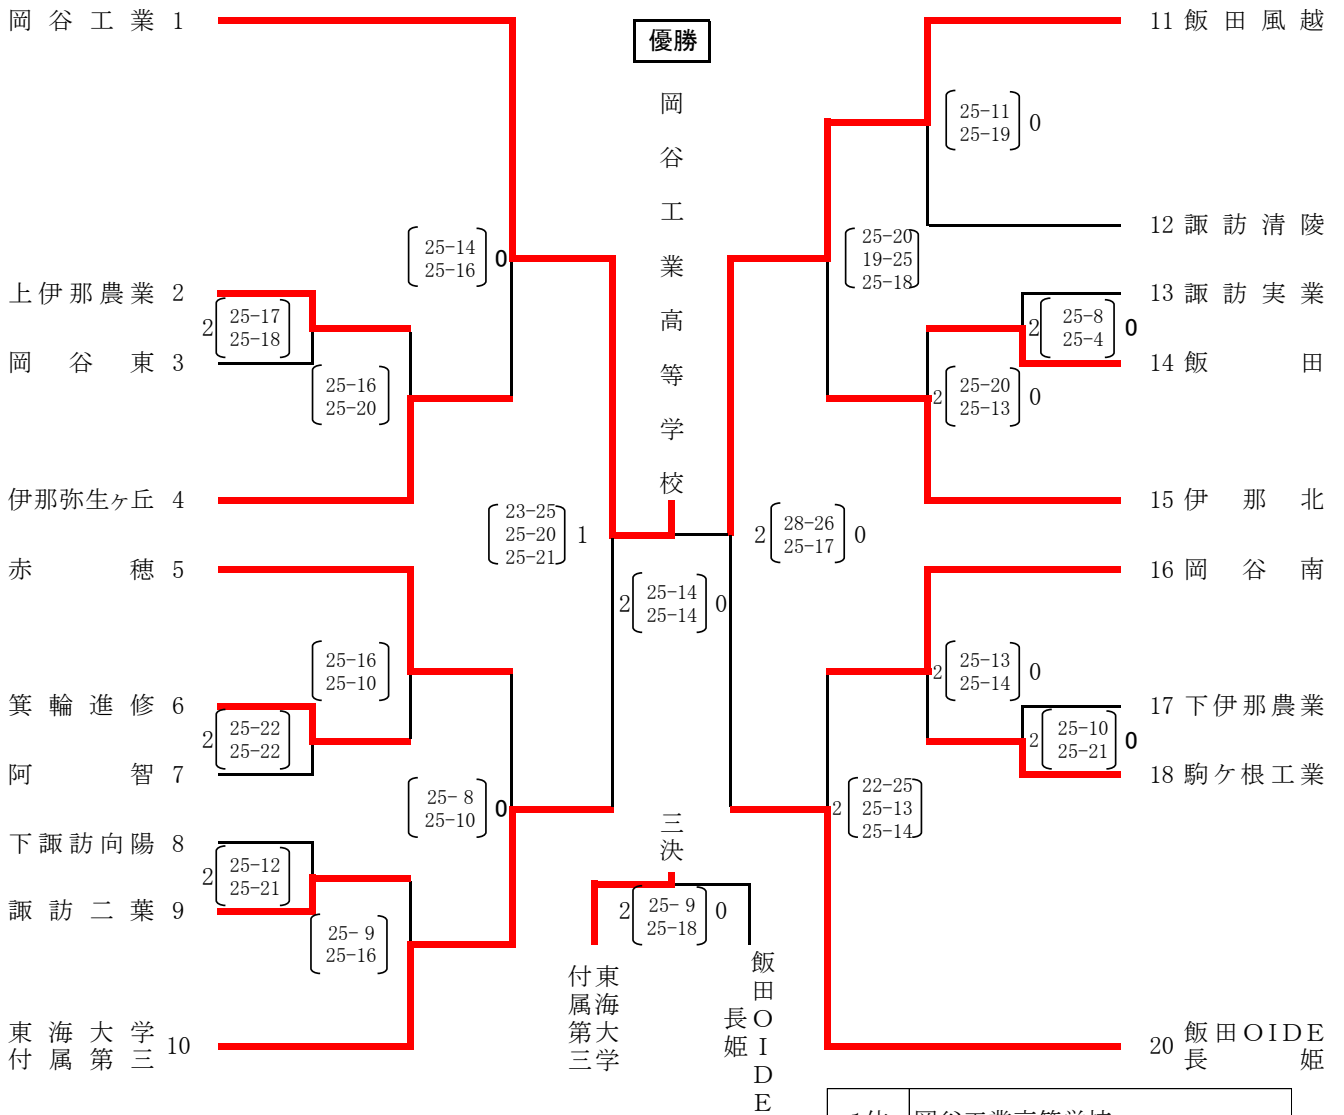 岡谷工業 1
上伊那農業 2
岡谷東 3
伊那弥生ヶ丘 4
赤穂 5
箕輪進修 6
阿智 7
下諏訪向陽 8
諏訪二葉 9
東海大学
付属第三 10
2 25-17
25-18
25-16
25-20
25-14
25-16 0
25-16
25-10
2 25-22
25-22
25- 8
25-10 0
2 25-12
25-21
25- 9
25-16
23-25
25-20
25-21 1
優勝
岡谷工業高等学校
2 25-14
25-14 0
2 28-26
25-17 0
三決
2 25- 9
25-18 0
東海大学
付属第三
飯田OIDE
長姫
25-11
25-19 0
25-20
19-25
25-18
2 25-8
25-4 0
2 25-20
25-13 0
2 25-13
25-14 0
2 25-10
25-21 0
2 22-25
25-13
25-14
11 飯田風越
12 諏訪清陵
13 諏訪実業
14 飯田
15 伊那北
16 岡谷南
17 下伊那農業
18 駒ケ根工業
20 飯田OIDE
長姫